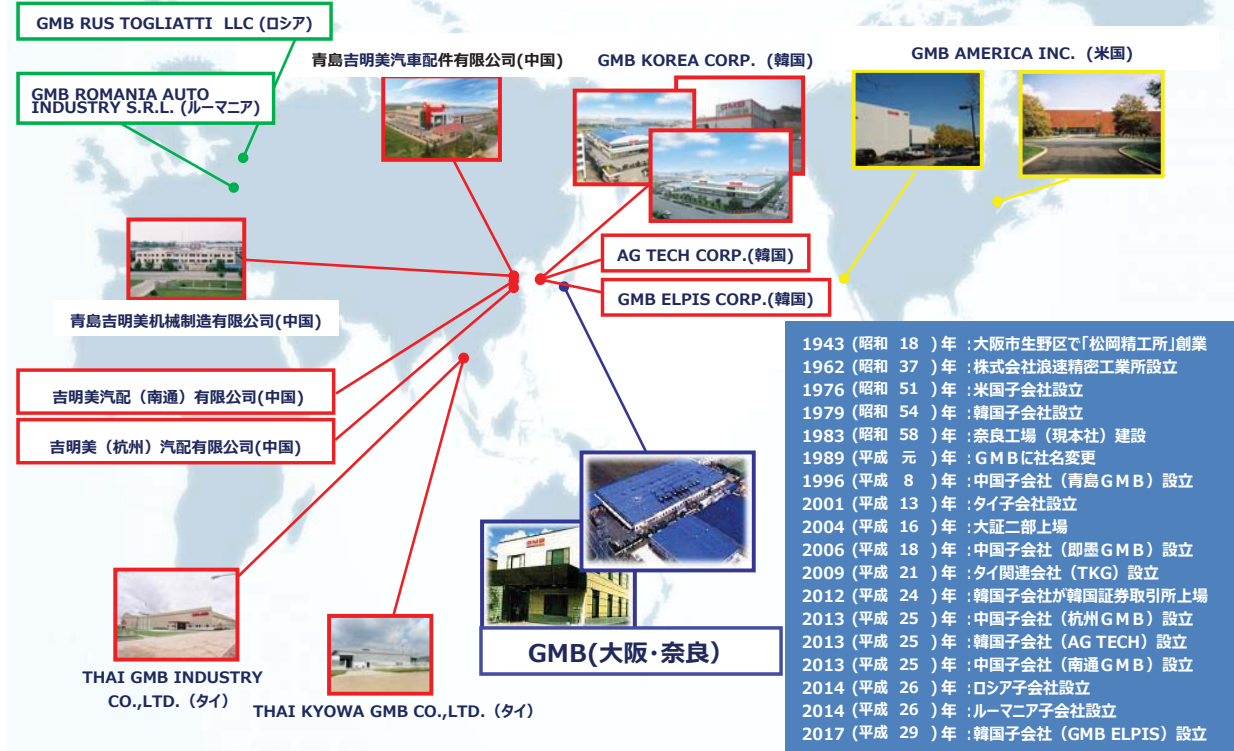 GMB RUS TOGLIATTI LLC (ロシア)
GMB ROMANIA AUTO
INDUSTRY S.R.L. (ルーマニア)
青島吉明美汽車配件有限公司(中国)
GMB KOREA CORP. (韓国)
GMB AMERICA INC. (米国)
青島吉明美机械制造有限公司(中国)
AG TECH CORP.(韓国)
GMB ELPIS CORP.(韓国)
吉明美汽配（南通）有限公司(中国)
吉明美（杭州）汽配有限公司(中国)
THAI GMB INDUSTRY
CO.,LTD.（タイ）
THAI KYOWA GMB CO.,LTD.（タイ）
GMB(大阪・奈良）
1943 (昭和 18 ) 年 :大阪市生野区で｢松岡精工所｣創業
1962 (昭和 37 ) 年 :株式会社浪速精密工業所設立
1976 (昭和 51 ) 年 :米国子会社設立
1979 (昭和 54 ) 年 :韓国子会社設立
1983 (昭和 58 ) 年 :奈良工場（現本社）建設
1989 (平成 元 ) 年 :ＧＭＢに社名変更
1996 (平成 8 ) 年 :中国子会社（青島ＧＭＢ）設立
2001 (平成 13 ) 年 :タイ子会社設立
2004 (平成 16 ) 年 :大証二部上場
2006 (平成 18 ) 年 :中国子会社（即墨ＧＭＢ）設立
2009 (平成 21 ) 年 :タイ関連会社（TKG）設立
2012 (平成 24 ) 年 :韓国子会社が韓国証券取引所上場
2013 (平成 25 ) 年 :中国子会社（杭州ＧＭＢ）設立
2013 (平成 25 ) 年 :韓国子会社（AG TECH）設立
2013 (平成 25 ) 年 :中国子会社（南通ＧＭＢ）設立
2014 (平成 26 ) 年 :ロシア子会社設立
2014 (平成 26 ) 年 :ルーマニア子会社設立
2017 (平成 29 ) 年 :韓国子会社（GMB ELPIS）設立